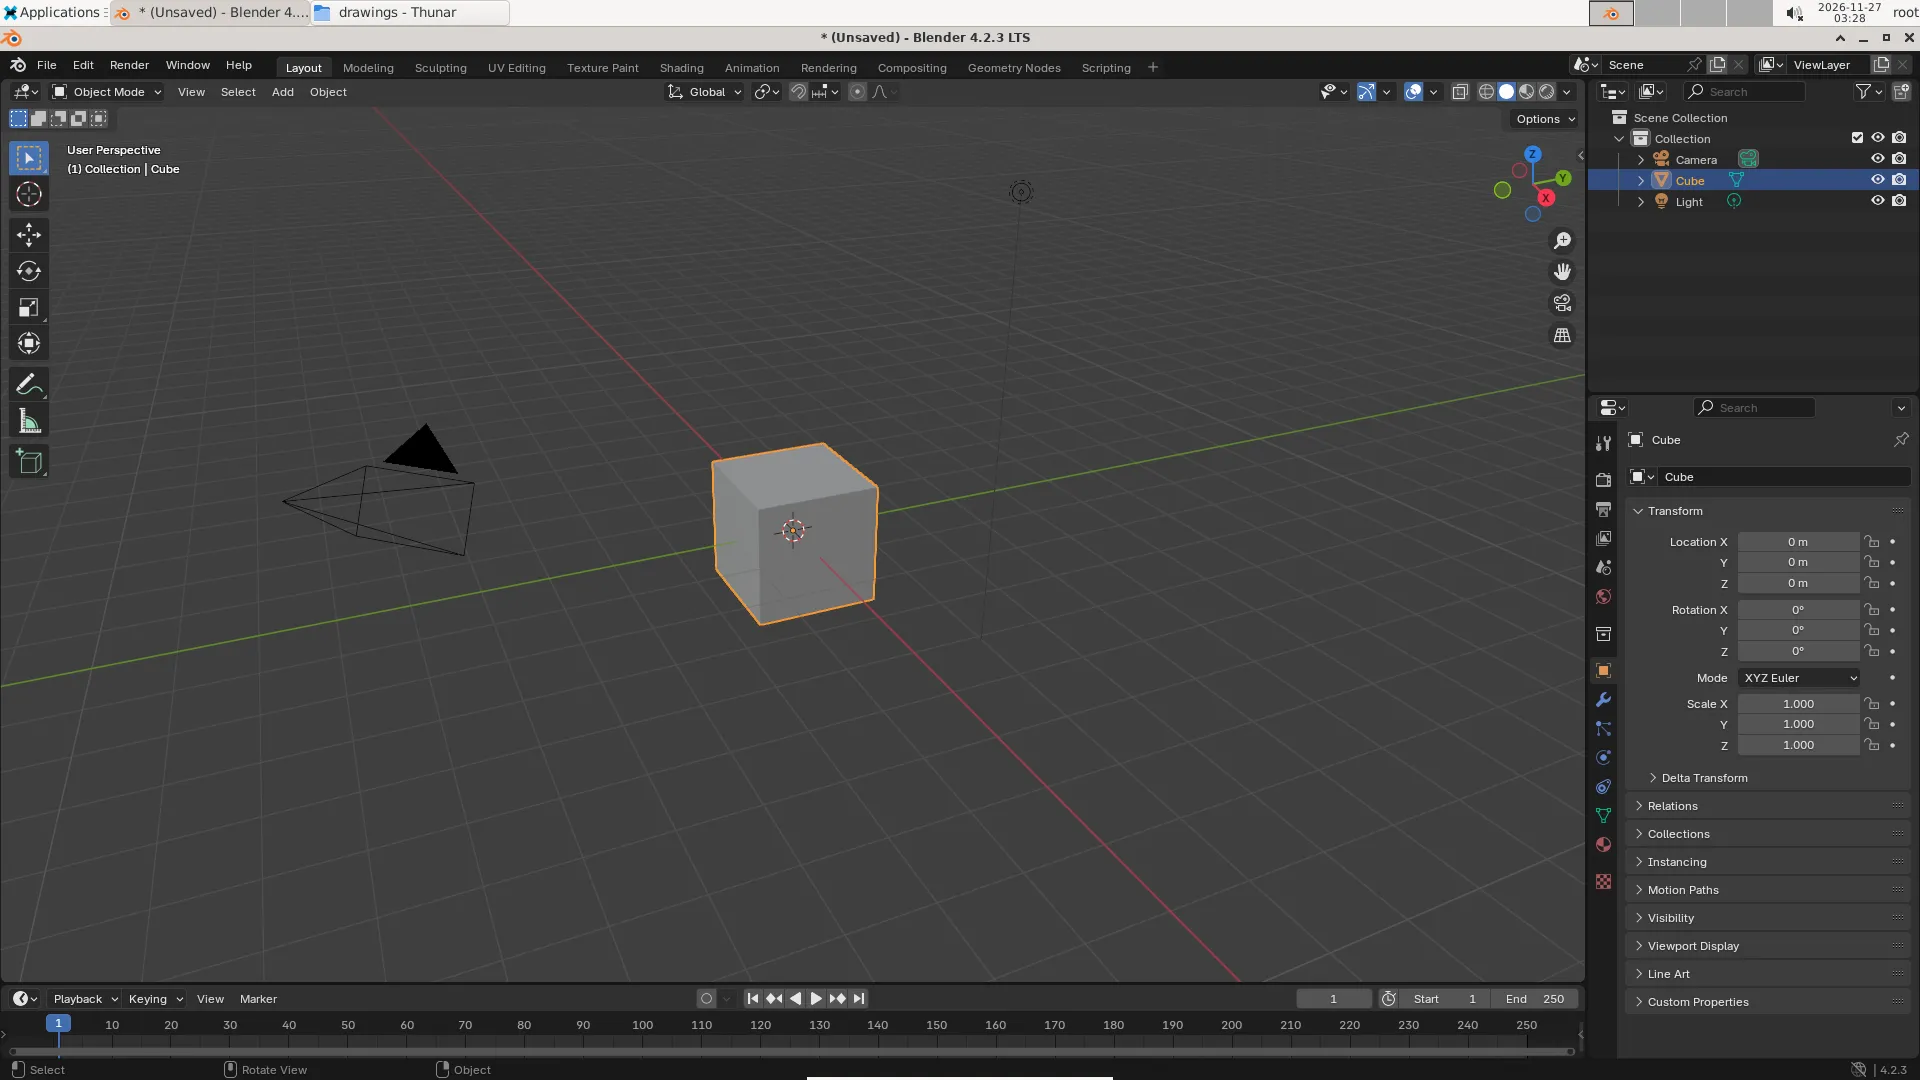 Applications
* (Unsaved) - Blender 4....
drawings - Thunar
2026-11-27
03:28
root
* (Unsaved) - Blender 4.2.3 LTS
File Edit Render Window Help
Layout Modeling Sculpting UV Editing Texture Paint Shading Animation Rendering Compositing Geometry Nodes Scripting +
Scene
ViewLayer
Object Mode View Select Add Object
Global
Search
Options
User Perspective
(1) Collection | Cube
Z
Y
X
Scene Collection
Collection
Camera
Cube
Light
Search
Cube
Cube
Transform
Location X 0 m
Y 0 m
Z 0 m
Rotation X 0°
Y 0°
Z 0°
Mode XYZ Euler
Scale X 1.000
Y 1.000
Z 1.000
Delta Transform
Relations
Collections
Instancing
Motion Paths
Visibility
Viewport Display
Line Art
Custom Properties
Playback Keying View Marker
1
Start 1
End 250
1 10 20 30 40 50 60 70 80 90 100 110 120 130 140 150 160 170 180 190 200 210 220 230 240 250
Select
Rotate View
Object
4.2.3